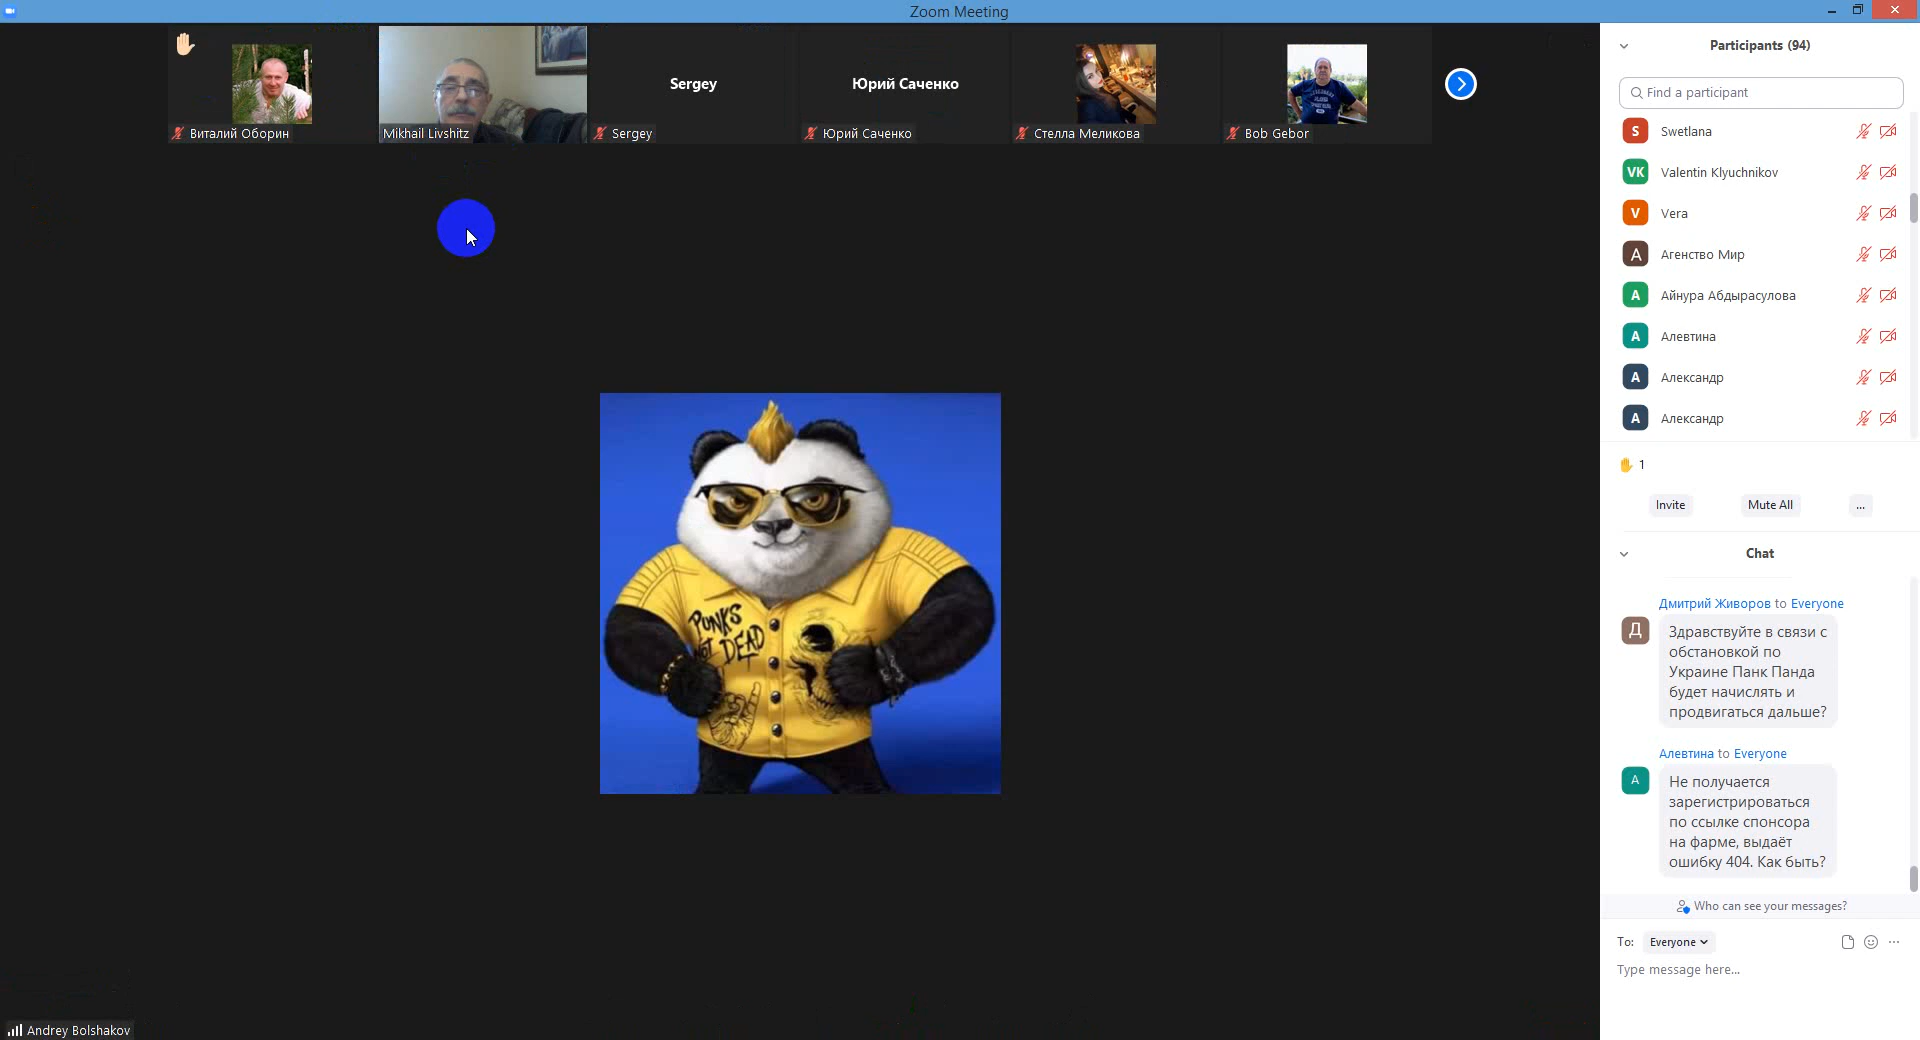 Zoom Meeting
Виталий Оборин
Mikhail Livshitz
Sergey
Sergey
Юрий Саченко
Юрий Саченко
Стелла Меликова
Bob Gebor
PUNKS
NOT DEAD
Andrey Bolshakov
Participants (94)
Find a participant
S Swetlana
VK Valentin Klyuchnikov
V Vera
А Агенство Мир
А Айнура Абдырасулова
А Алевтина
А Александр
А Александр
1
Invite
Mute All
...
Chat
Дмитрий Живоров to Everyone
Д
Здравствуйте в связи с
обстановкой по
Украине Панк Панда
будет начислять и
продвигаться дальше?
Алевтина to Everyone
А
Не получается
зарегистрироваться
по ссылке спонсора
на фарме, выдаёт
ошибку 404. Как быть?
Who can see your messages?
To: Everyone
Type message here...